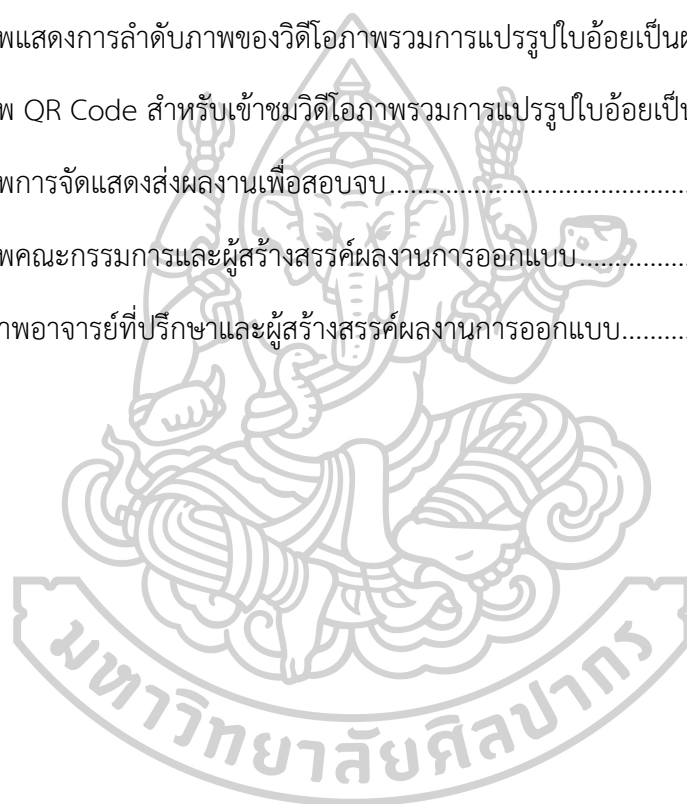 พแสดงการลำดับภาพของวิดีโอภาพรวมการแปรรูปใบอ้อยเป็นผ
พ QR Code สำหรับเข้าชมวิดีโอภาพรวมการแปรรูปใบอ้อยเป็น
พการจัดแสดงส่งผลงานเพื่อสอบจบ
พคณะกรรมการและผู้สร้างสรรค์ผลงานการออกแบบ
าพอาจารย์ที่ปรึกษาและผู้สร้างสรรค์ผลงานการออกแบบ
มหาวิทยาลัยศิลปากร